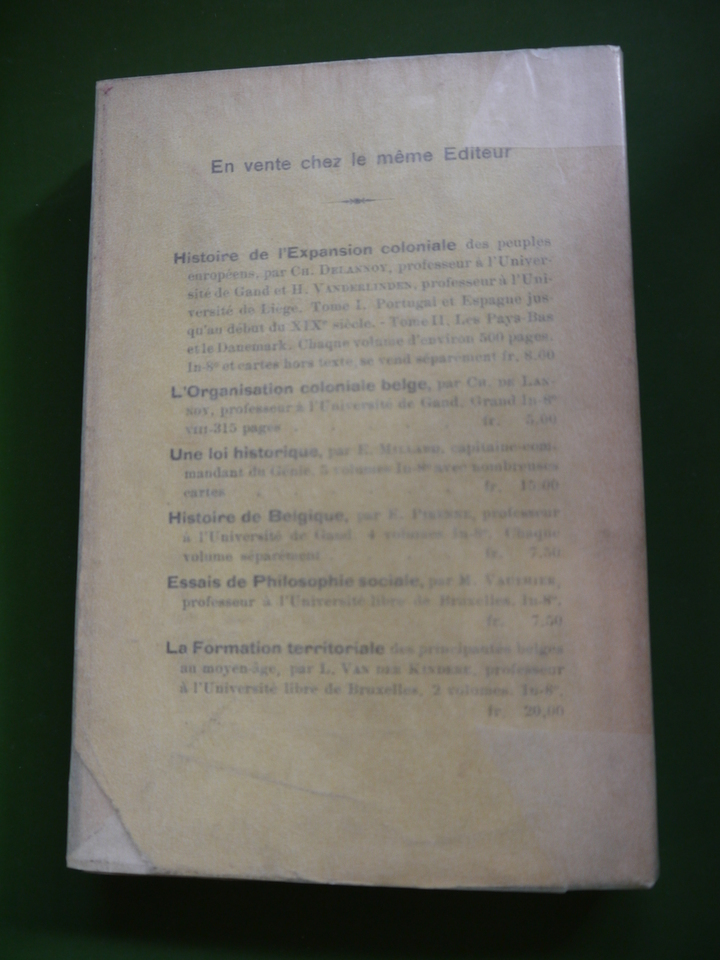 En vente chez le même Editeur
Histoire de l'Expansion coloniale des peuples
européens, par CH. DELANNOY, professeur à l'Univer-
sité de Gand et H. VANDERLINDEN, professeur à l'Uni-
versité de Liége. Tome I. Portugal et Espagne jus-
qu'au début du XIXe siècle. - Tome II. Les Pays-Bas
et le Danemark. Chaque volume d'environ 500 pages.
In-8º et cartes hors texte, se vend séparément fr. 8.00
L'Organisation coloniale belge, par CH. DE LAN-
NOY, professeur à l'Université de Gand. Grand In-8º
VIII-315 pages . . . . fr. 5.00
Une loi historique, par E. MILLARD, capitaine-com-
mandant du Génie. 5 volumes In-8º avec nombreuses
cartes . . . . fr. 15.00
Histoire de Belgique, par PIRENNE, professeur
à l'Université de Gand. 4 volumes In-8º. Chaque
volume séparément fr. 7.50
Essais de Philosophie sociale, par M. VAUTHIER,
professeur à l'Université libre de Bruxelles. In-8º.
fr. 7.50
La Formation territoriale des principautés belges
au moyen-âge, par L. VAN DER KINDERE, professeur
à l'Université libre de Bruxelles. 2 volumes. In-8º.
fr. 20,00